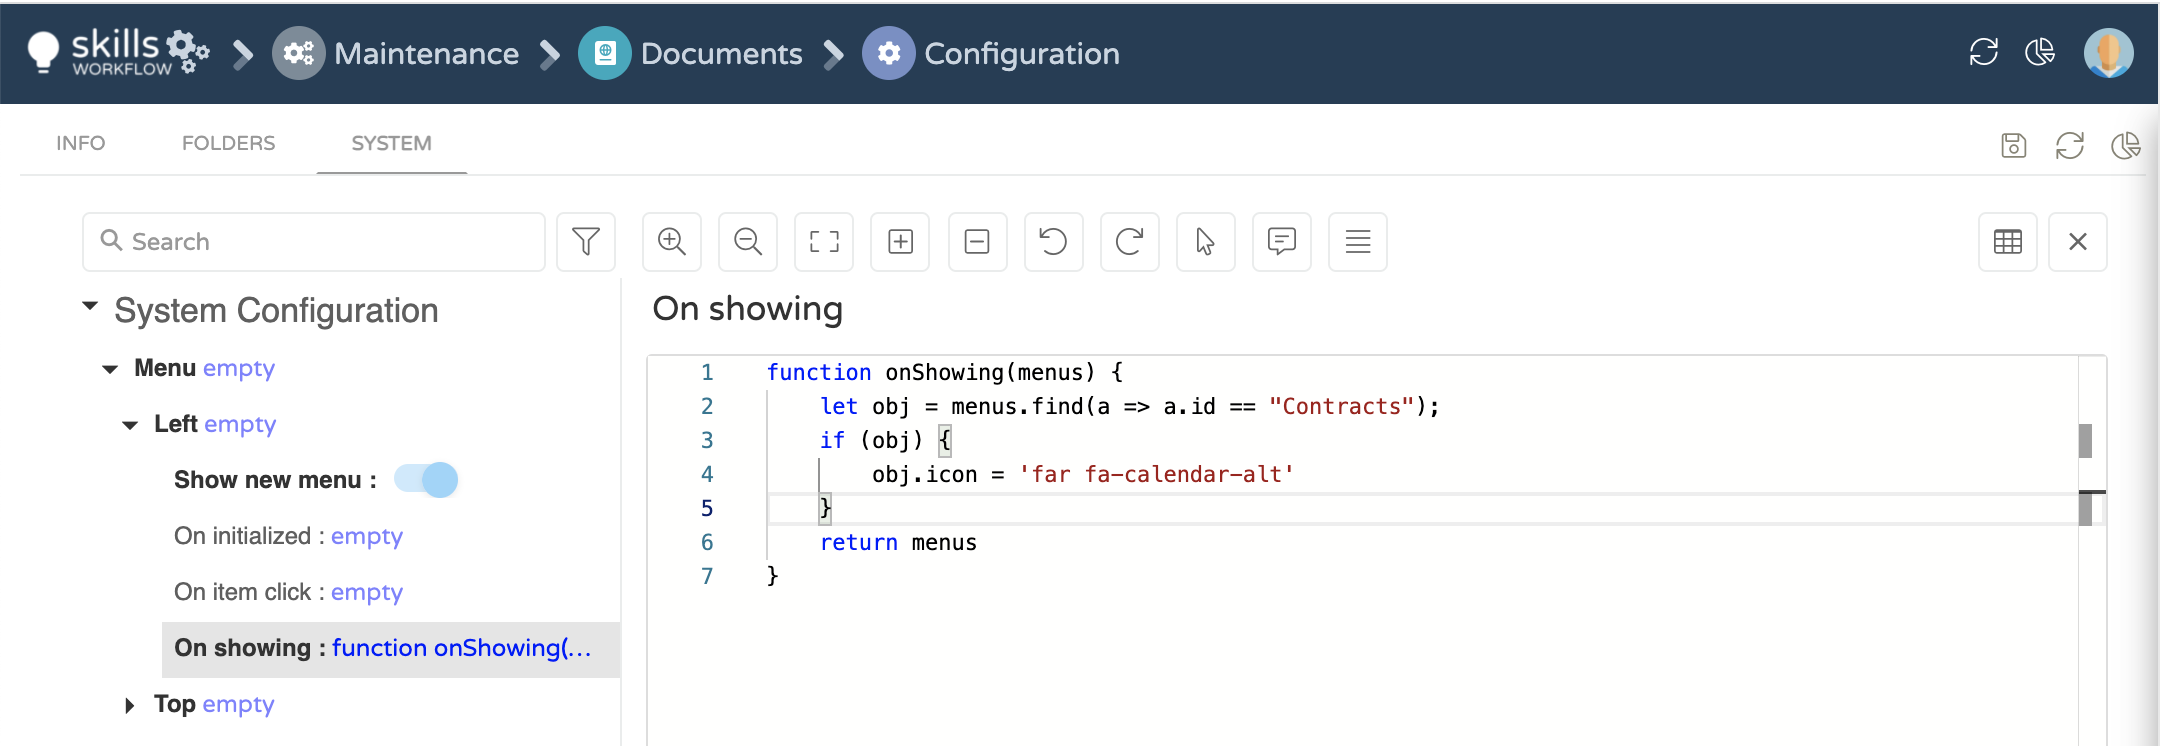 skills WORKFLOW Maintenance Documents Configuration
INFO FOLDERS SYSTEM
Search
System Configuration
Menu empty
Left empty
Show new menu :
On initialized : empty
On item click : empty
On showing : function onShowing(...
Top empty
On showing
1 function onShowing(menus) {
2 let obj = menus.find(a => a.id == "Contracts");
3 if (obj) {
4 obj.icon = 'far fa-calendar-alt'
5 }
6 return menus
7 }